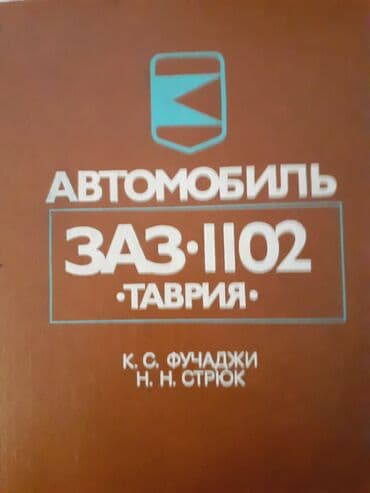 АВТОМОБИЛЬ
ЗАЗ·1102
·ТАВРИЯ·
К. С. ФУЧАДЖИ
Н. Н. СТРЮК